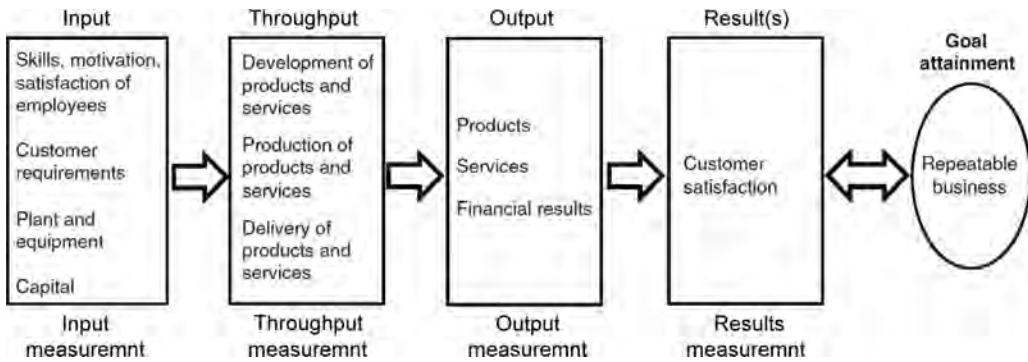 Input
Skills, motivation,
satisfaction of
employees
Customer
requirements
Plant and
equipment
Capital
Input
measuremnt
Throughput
Development of
products and
services
Production of
products and
services
Delivery of
products and
services
Throughput
measuremnt
Output
Products
Services
Financial results
Output
measuremnt
Result(s)
Customer
satisfaction
Results
measuremnt
Goal
attainment
Repeatable
business